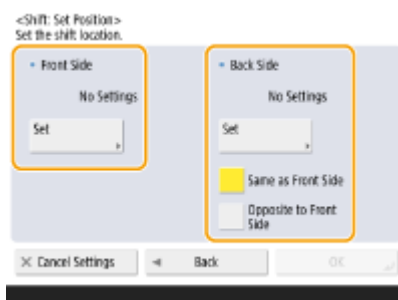 <Shift: Set Position>
Set the shift location.
Front Side
No Settings
Set
Back Side
No Settings
Set
Same as Front Side
Opposite to Front
Side
Cancel Settings
Back
OK